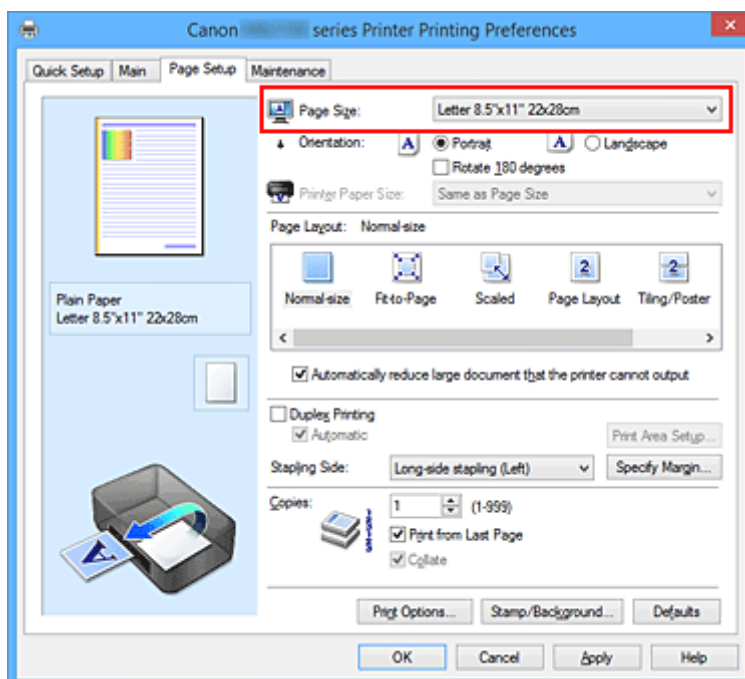 Canon series Printer Printing Preferences
Quick Setup Main Page Setup Maintenance
Page Size: Letter 8.5"x11" 22x28cm
Orientation: A Portrait A Landscape
Rotate 180 degrees
Printer Paper Size: Same as Page Size
Page Layout: Normal-size
2 2
Normal-size Fit-to-Page Scaled Page Layout Tiling/Poster
Plain Paper
Letter 8.5"x11" 22x28cm
Automatically reduce large document that the printer cannot output
Duplex Printing
Automatic
Print Area Setup...
Stapling Side: Long-side stapling (Left) Specify Margin...
Copies: 1 (1-999)
Print from Last Page
Collate
A
Print Options... Stamp/Background... Defaults
OK Cancel Apply Help